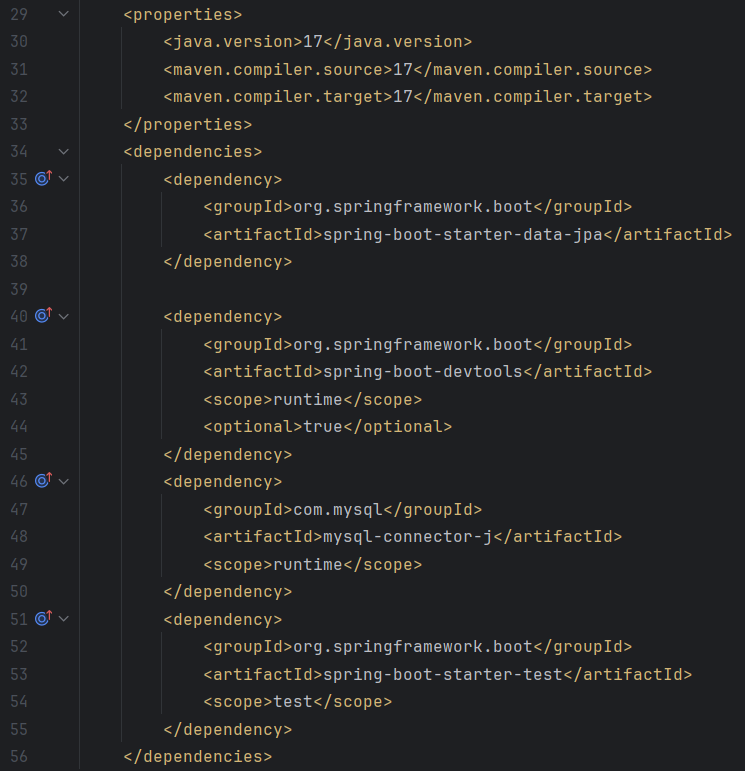 29 <properties>
30 <java.version>17</java.version>
31 <maven.compiler.source>17</maven.compiler.source>
32 <maven.compiler.target>17</maven.compiler.target>
33 </properties>
34 <dependencies>
35 <dependency>
36 <groupId>org.springframework.boot</groupId>
37 <artifactId>spring-boot-starter-data-jpa</artifactId>
38 </dependency>
39
40 <dependency>
41 <groupId>org.springframework.boot</groupId>
42 <artifactId>spring-boot-devtools</artifactId>
43 <scope>runtime</scope>
44 <optional>true</optional>
45 </dependency>
46 <dependency>
47 <groupId>com.mysql</groupId>
48 <artifactId>mysql-connector-j</artifactId>
49 <scope>runtime</scope>
50 </dependency>
51 <dependency>
52 <groupId>org.springframework.boot</groupId>
53 <artifactId>spring-boot-starter-test</artifactId>
54 <scope>test</scope>
55 </dependency>
56 </dependencies>